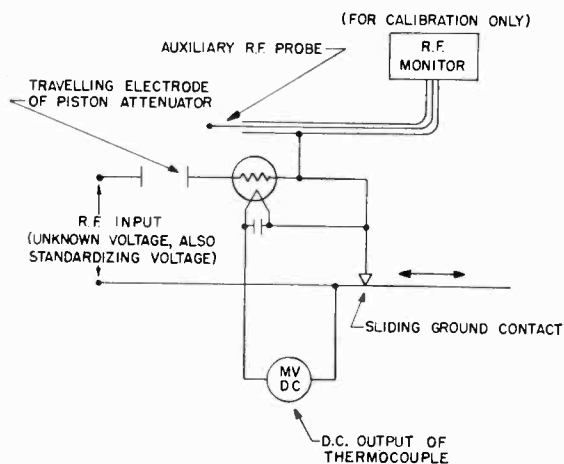 (FOR CALIBRATION ONLY)
AUXILIARY R.F. PROBE
R.F.
MONITOR
TRAVELLING ELECTRODE
OF PISTON ATTENUATOR
R.F. INPUT
(UNKNOWN VOLTAGE, ALSO
STANDARDIZING VOLTAGE)
SLIDING GROUND CONTACT
MV
DC
D.C. OUTPUT OF
THERMOCOUPLE